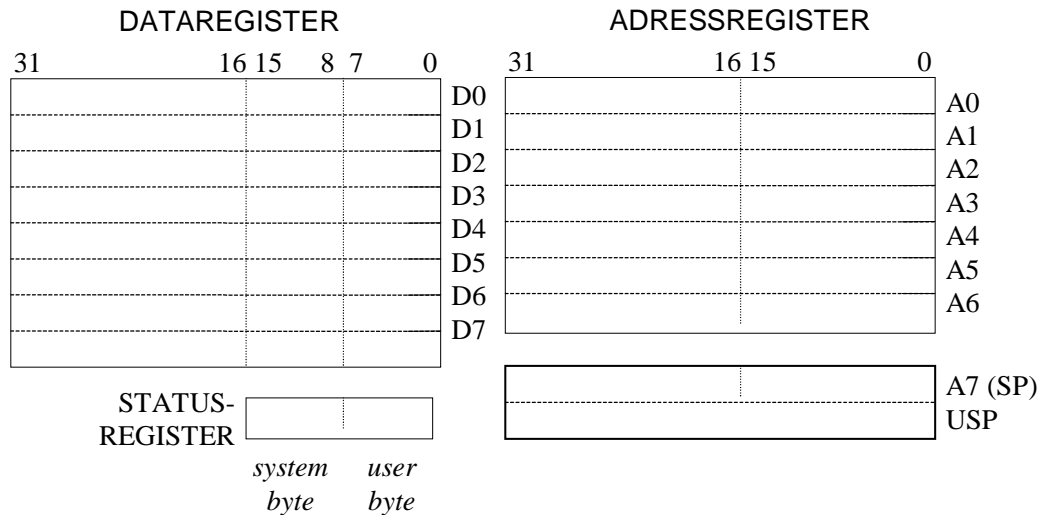 DATAREGISTER
31 16 15 8 7 0
D0
D1
D2
D3
D4
D5
D6
D7
STATUS-
REGISTER
system user
byte byte
ADRESSREGISTER
31 16 15 0
A0
A1
A2
A3
A4
A5
A6
A7 (SP)
USP